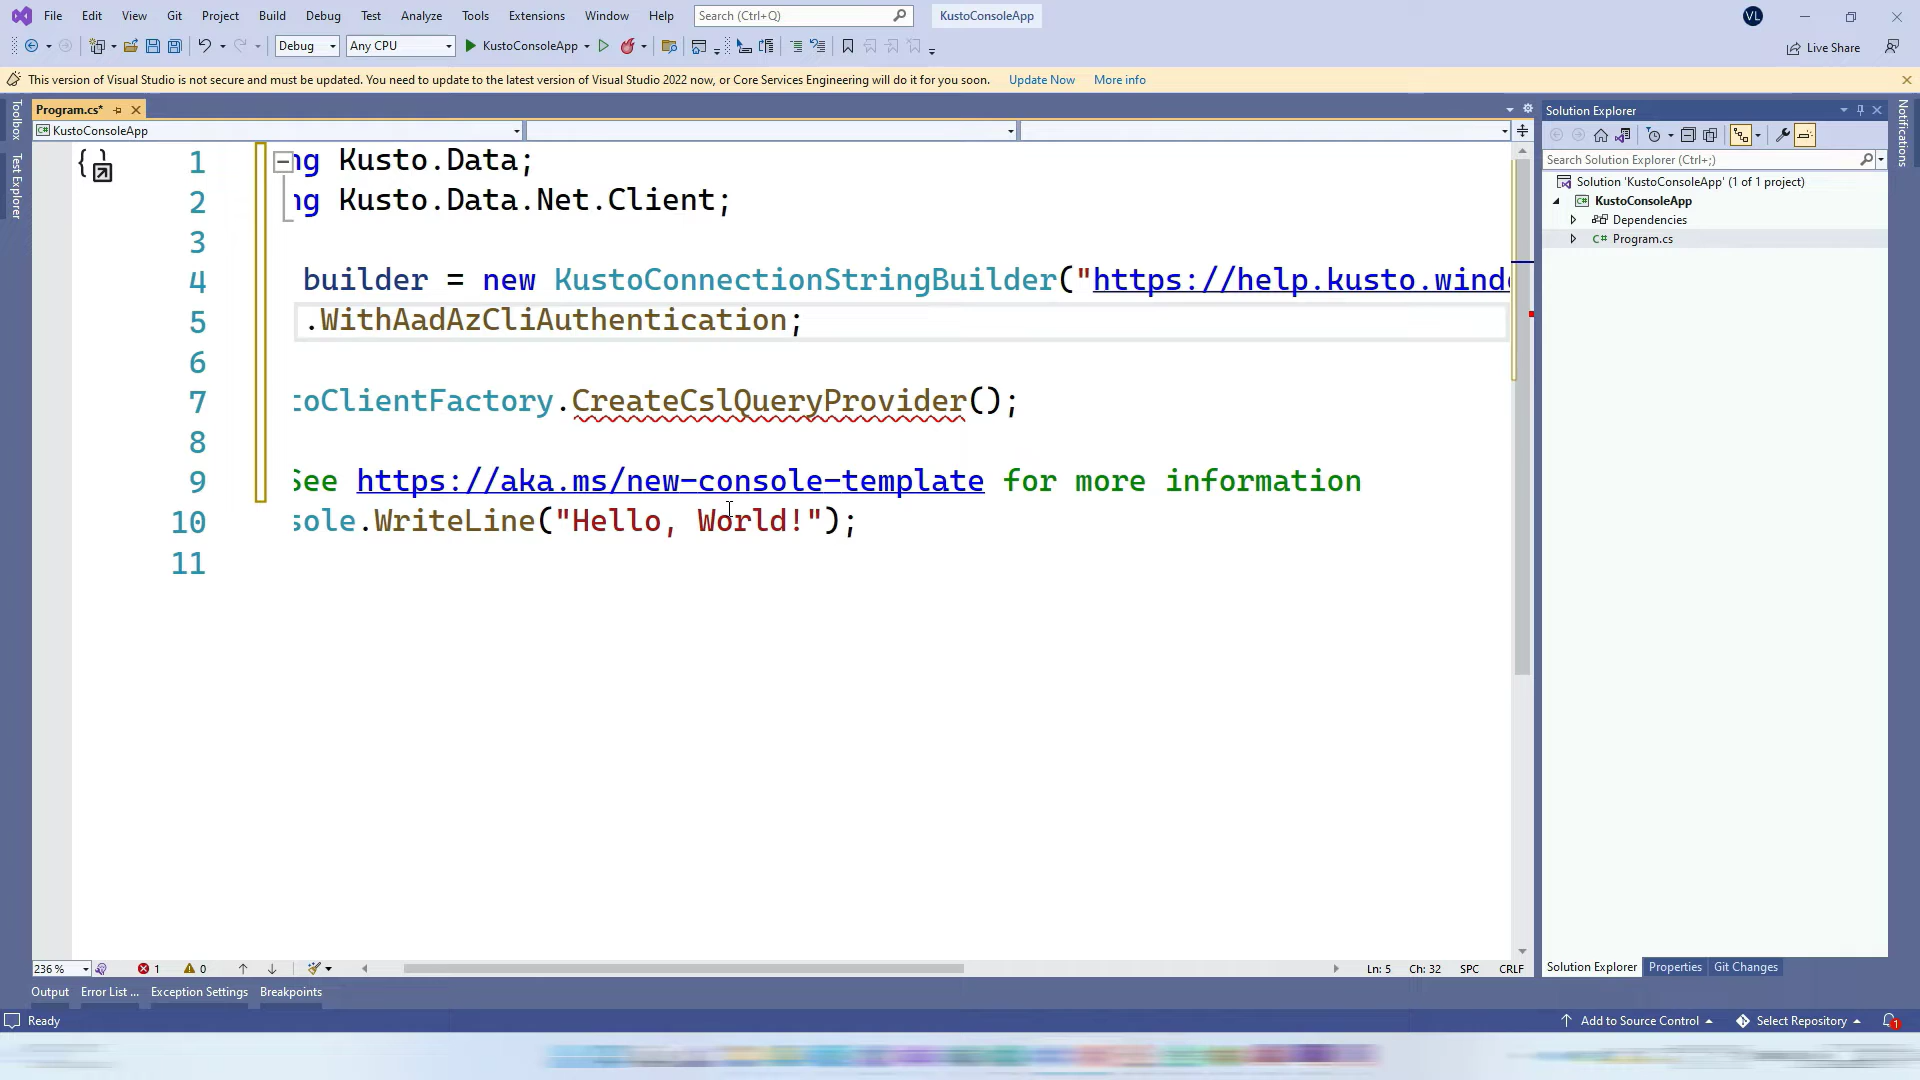 File Edit View Git Project Build Debug Test Analyze Tools Extensions Window Help Search (Ctrl+Q) KustoConsoleApp VL
Debug Any CPU KustoConsoleApp Live Share
This version of Visual Studio is not secure and must be updated. You need to update to the latest version of Visual Studio 2022 now, or Core Services Engineering will do it for you soon. Update Now More info
Toolbox
Test Explorer
Notifications
Program.cs*
KustoConsoleApp
1 ng Kusto.Data;
2 ng Kusto.Data.Net.Client;
3
4 builder = new KustoConnectionStringBuilder("https://help.kusto.windo
5 .WithAadAzCliAuthentication;
6
7 toClientFactory.CreateCslQueryProvider();
8
9 See https://aka.ms/new-console-template for more information
10 sole.WriteLine("Hello, World!");
11
Solution Explorer
Search Solution Explorer (Ctrl+;)
Solution 'KustoConsoleApp' (1 of 1 project)
KustoConsoleApp
Dependencies
C# Program.cs
236 % 1 0 Ln: 5 Ch: 32 SPC CRLF
Solution Explorer Properties Git Changes
Output Error List ... Exception Settings Breakpoints
Ready Add to Source Control Select Repository 1